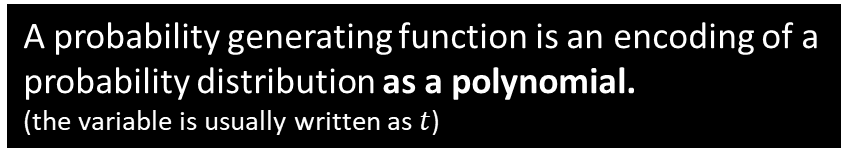 A probability generating function is an encoding of a
probability distribution as a polynomial.
(the variable is usually written as t)